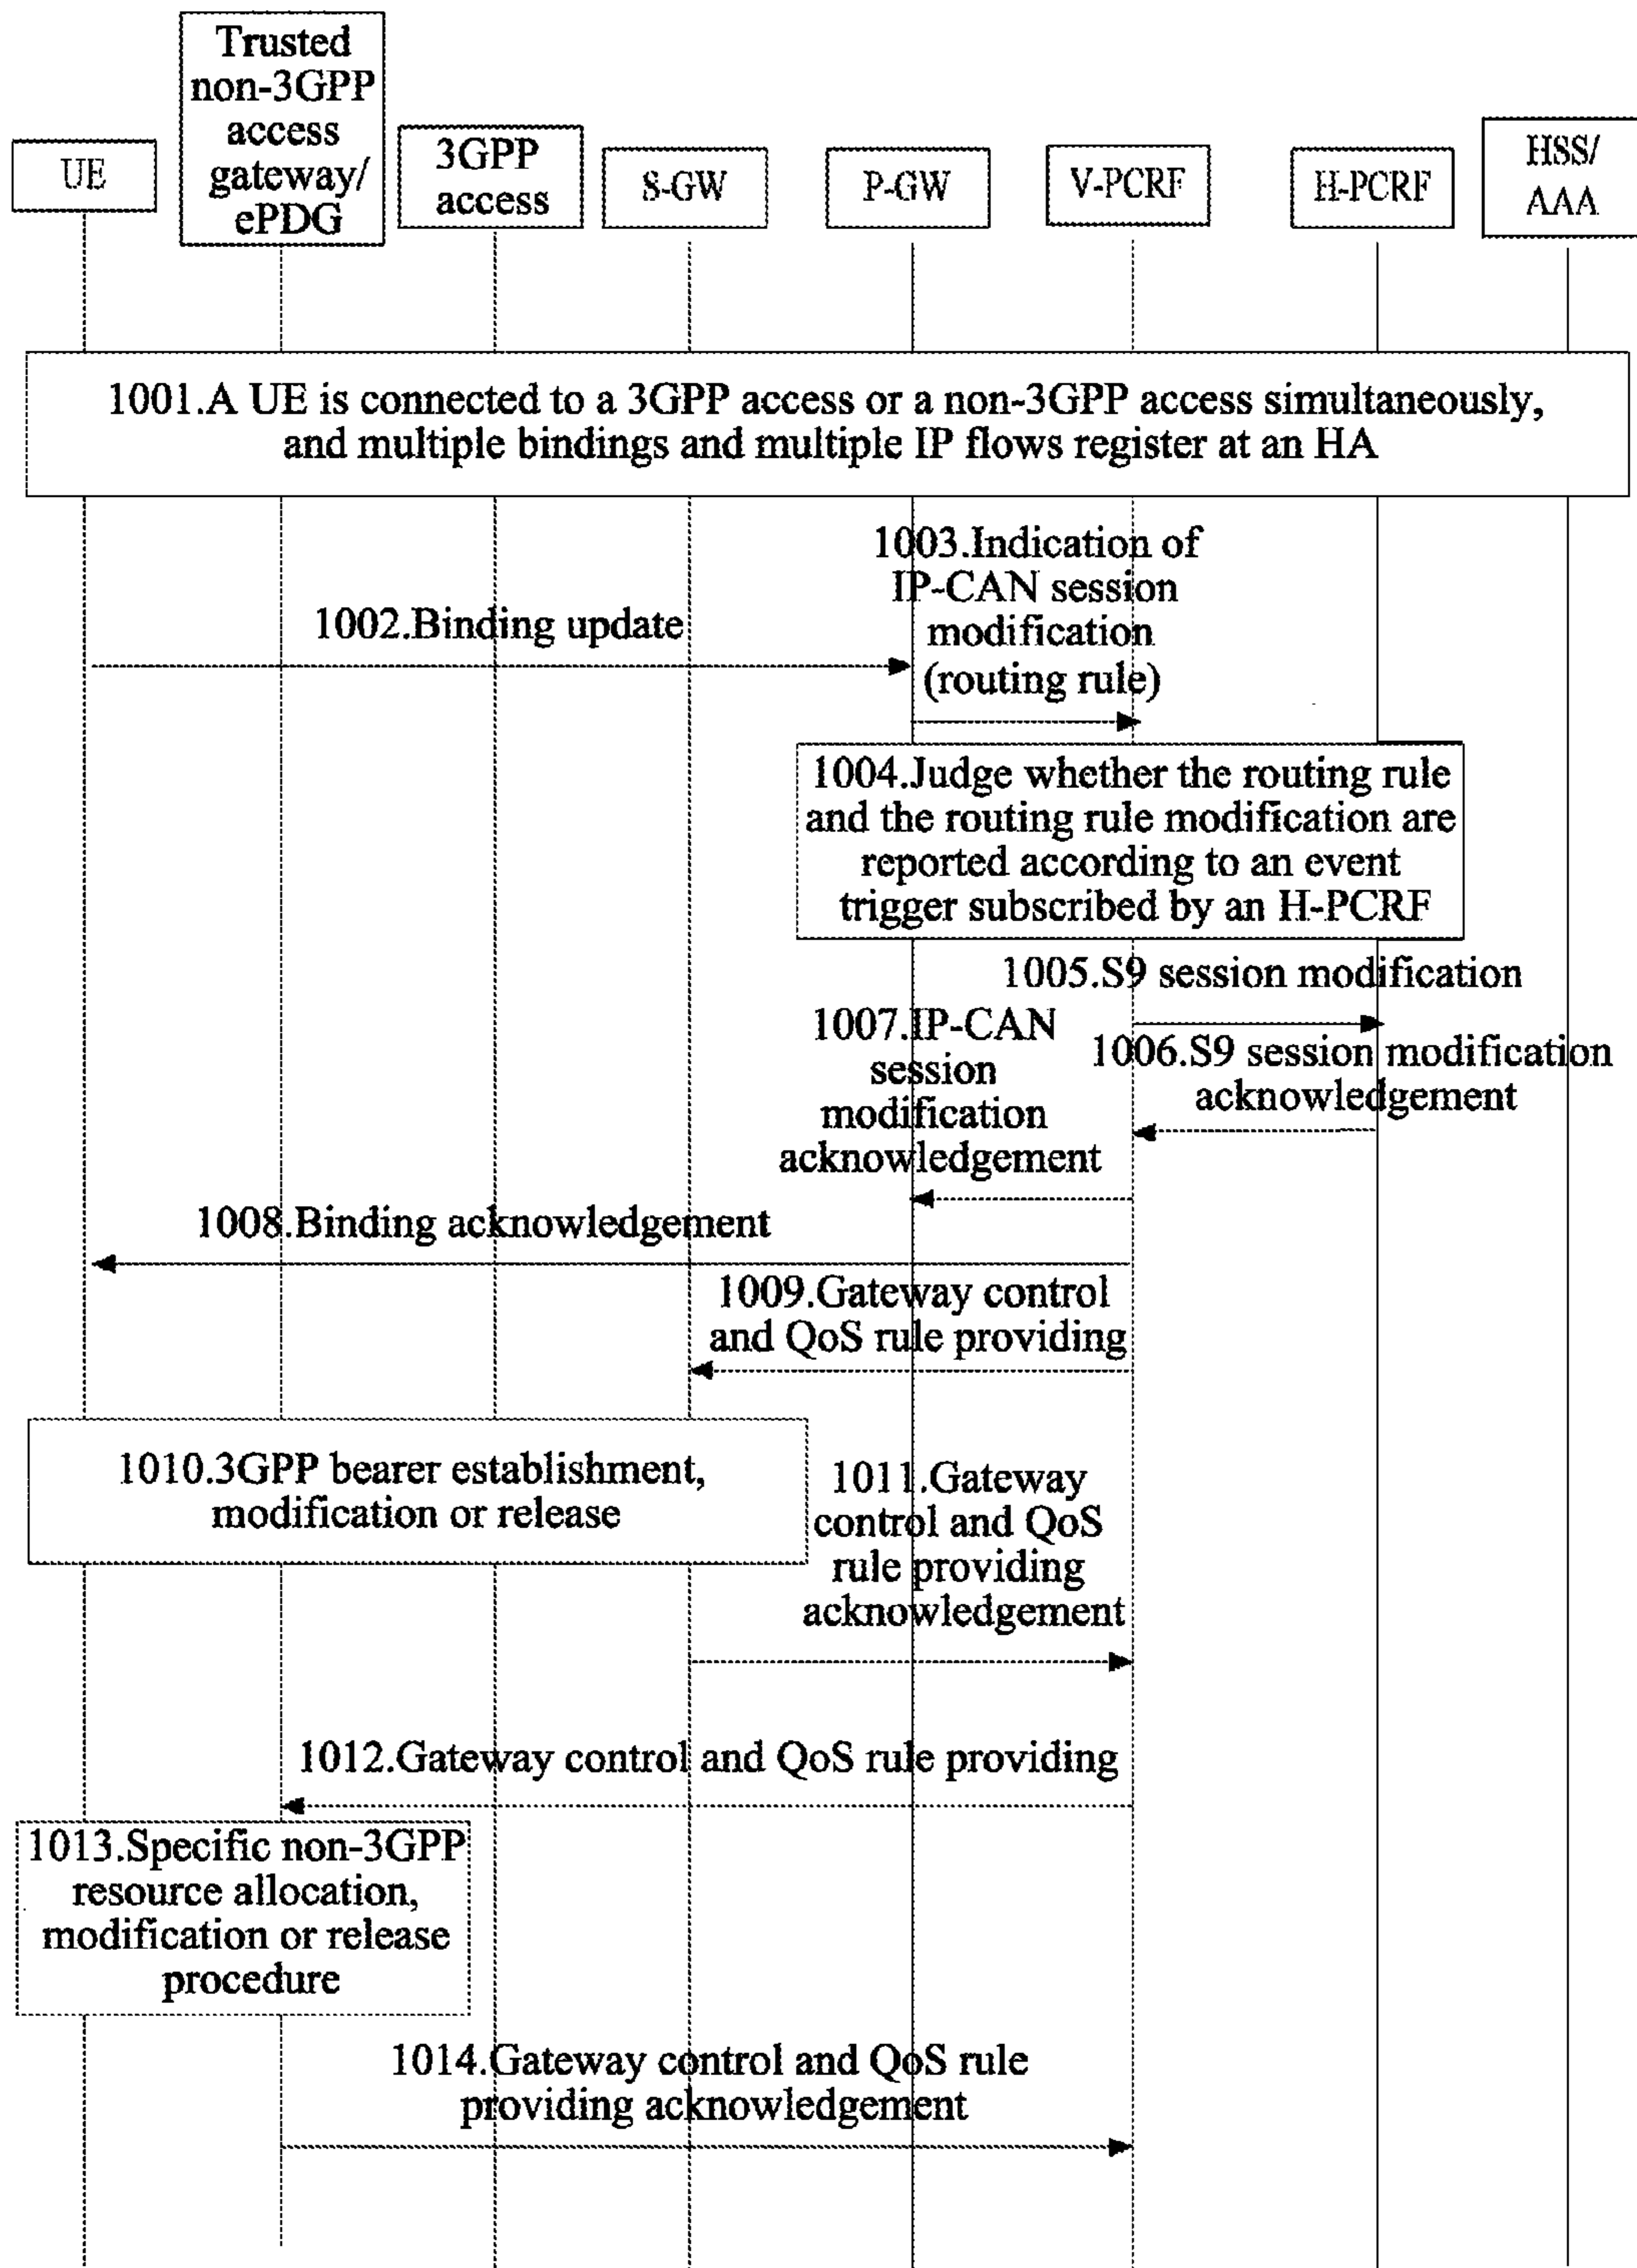 Trusted
non-3GPP
access
gateway/
ePDG
UE
3GPP
access
S-GW
P-GW
V-PCRF
H-PCRF
HSS/
AAA
1001.A UE is connected to a 3GPP access or a non-3GPP access simultaneously,
and multiple bindings and multiple IP flows register at an HA
1002.Binding update
1003.Indication of
IP-CAN session
modification
(routing rule)
1004.Judge whether the routing rule
and the routing rule modification are
reported according to an event
trigger subscribed by an H-PCRF
1005.S9 session modification
1006.S9 session modification
acknowledgement
1007.IP-CAN
session
modification
acknowledgement
1008.Binding acknowledgement
1009.Gateway control
and QoS rule providing
1010.3GPP bearer establishment,
modification or release
1011.Gateway
control and QoS
rule providing
acknowledgement
1012.Gateway control and QoS rule providing
1013.Specific non-3GPP
resource allocation,
modification or release
procedure
1014.Gateway control and QoS rule
providing acknowledgement